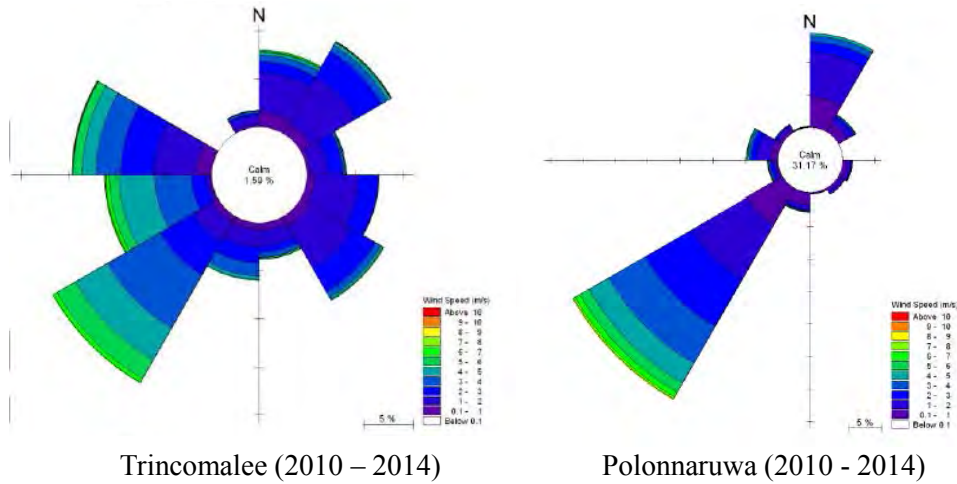 N
Calm
1.59 %
Wind Speed (m/s)
Above 10
9 - 10
8 - 9
7 - 8
6 - 7
5 - 6
4 - 5
3 - 4
2 - 3
1 - 2
0.1 - 1
Below 0.1
5 %
Trincomalee (2010 – 2014)
N
Calm
31.17 %
Wind Speed (m/s)
Above 10
9 - 10
8 - 9
7 - 8
6 - 7
5 - 6
4 - 5
3 - 4
2 - 3
1 - 2
0.1 - 1
Below 0.1
5 %
Polonnaruwa (2010 - 2014)